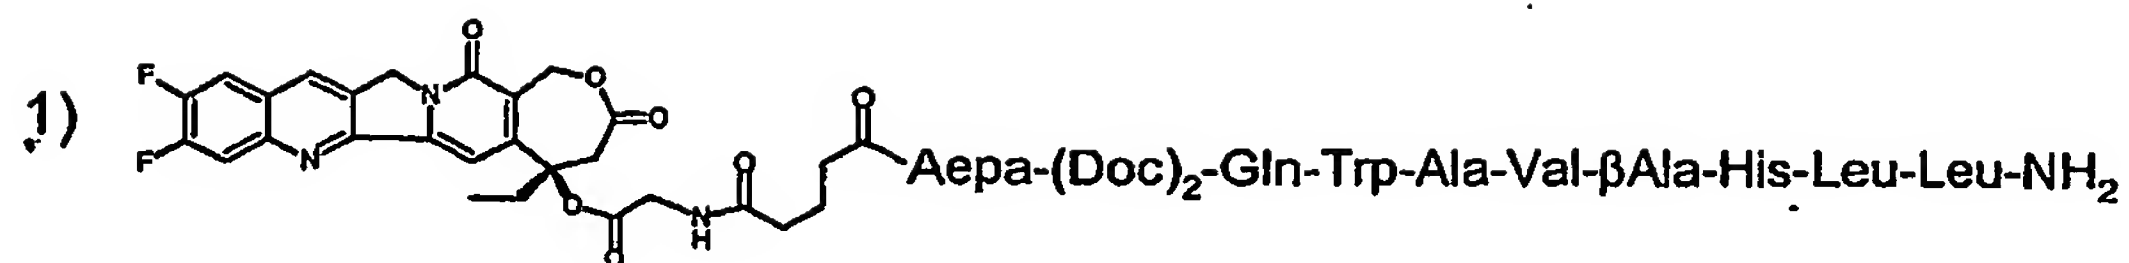 1)
O
F
O
N
O
F
N
O
O
O
O
N
H
O
Aepa-(Doc)₂-Gln-Trp-Ala-Val-βAla-His-Leu-Leu-NH₂